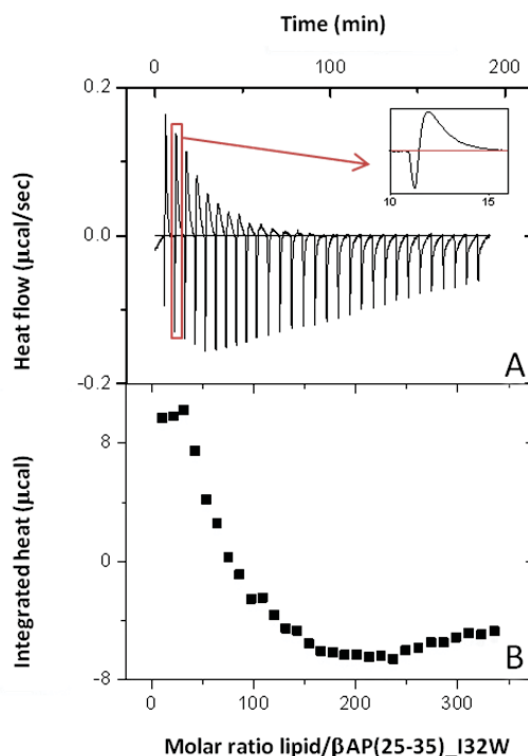 Time (min)
0 100 200
0.2
0.0
-0.2
Heat flow (µcal/sec)
10 15
A
8
0
-8
Integrated heat (µcal)
B
0 100 200 300
Molar ratio lipid/βAP(25-35)_I32W